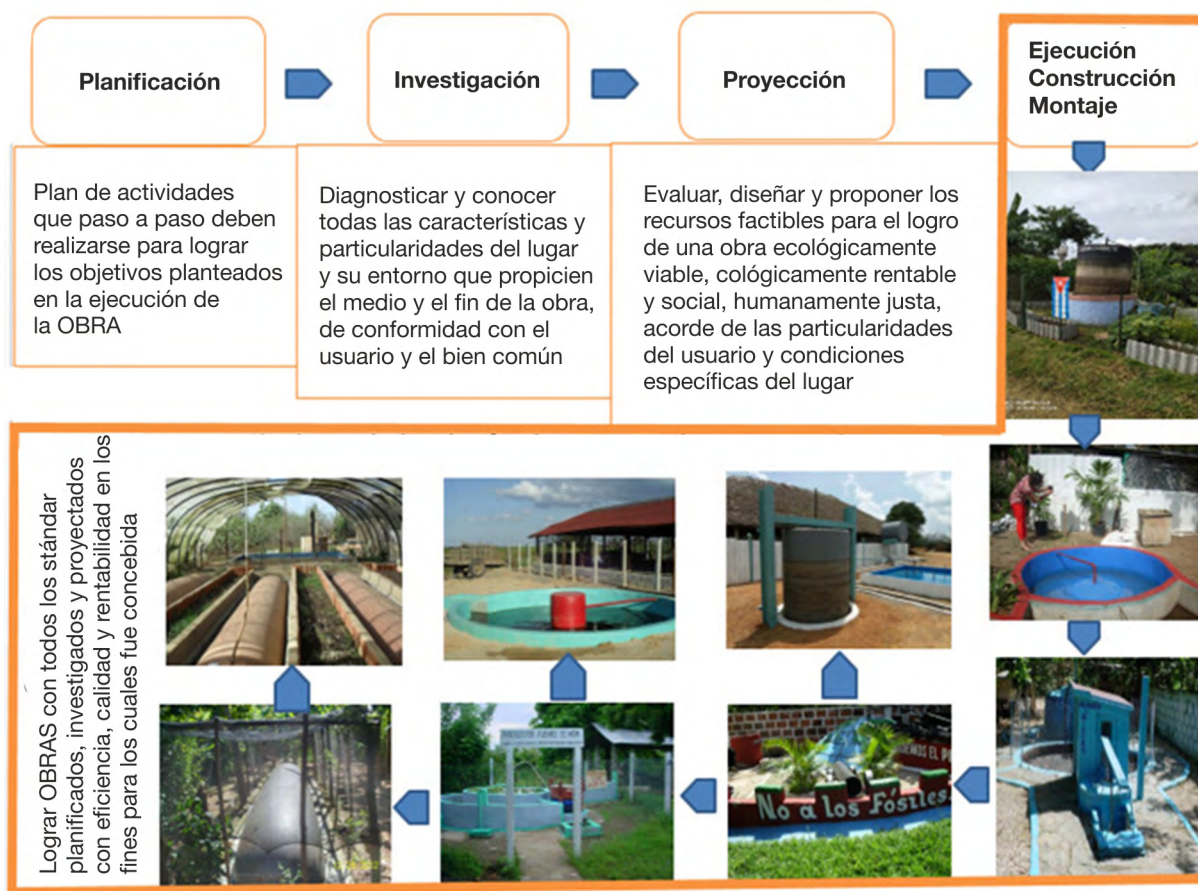 Planificación
Investigación
Proyección
Ejecución
Construcción
Montaje
Plan de actividades
que paso a paso deben
realizarse para lograr
los objetivos planteados
en la ejecución de
la OBRA
Diagnosticar y conocer
todas las características y
particularidades del lugar
y su entorno que propicien
el medio y el fin de la obra,
de conformidad con el
usuario y el bien común
Evaluar, diseñar y proponer los
recursos factibles para el logro
de una obra ecológicamente
viable, cológicamente rentable
y social, humanamente justa,
acorde de las particularidades
del usuario y condiciones
específicas del lugar
Lograr OBRAS con todos los stándar
planificados, investigados y proyectados
con eficiencia, calidad y rentabilidad en los
fines para los cuales fue concebida
No a los Fósiles